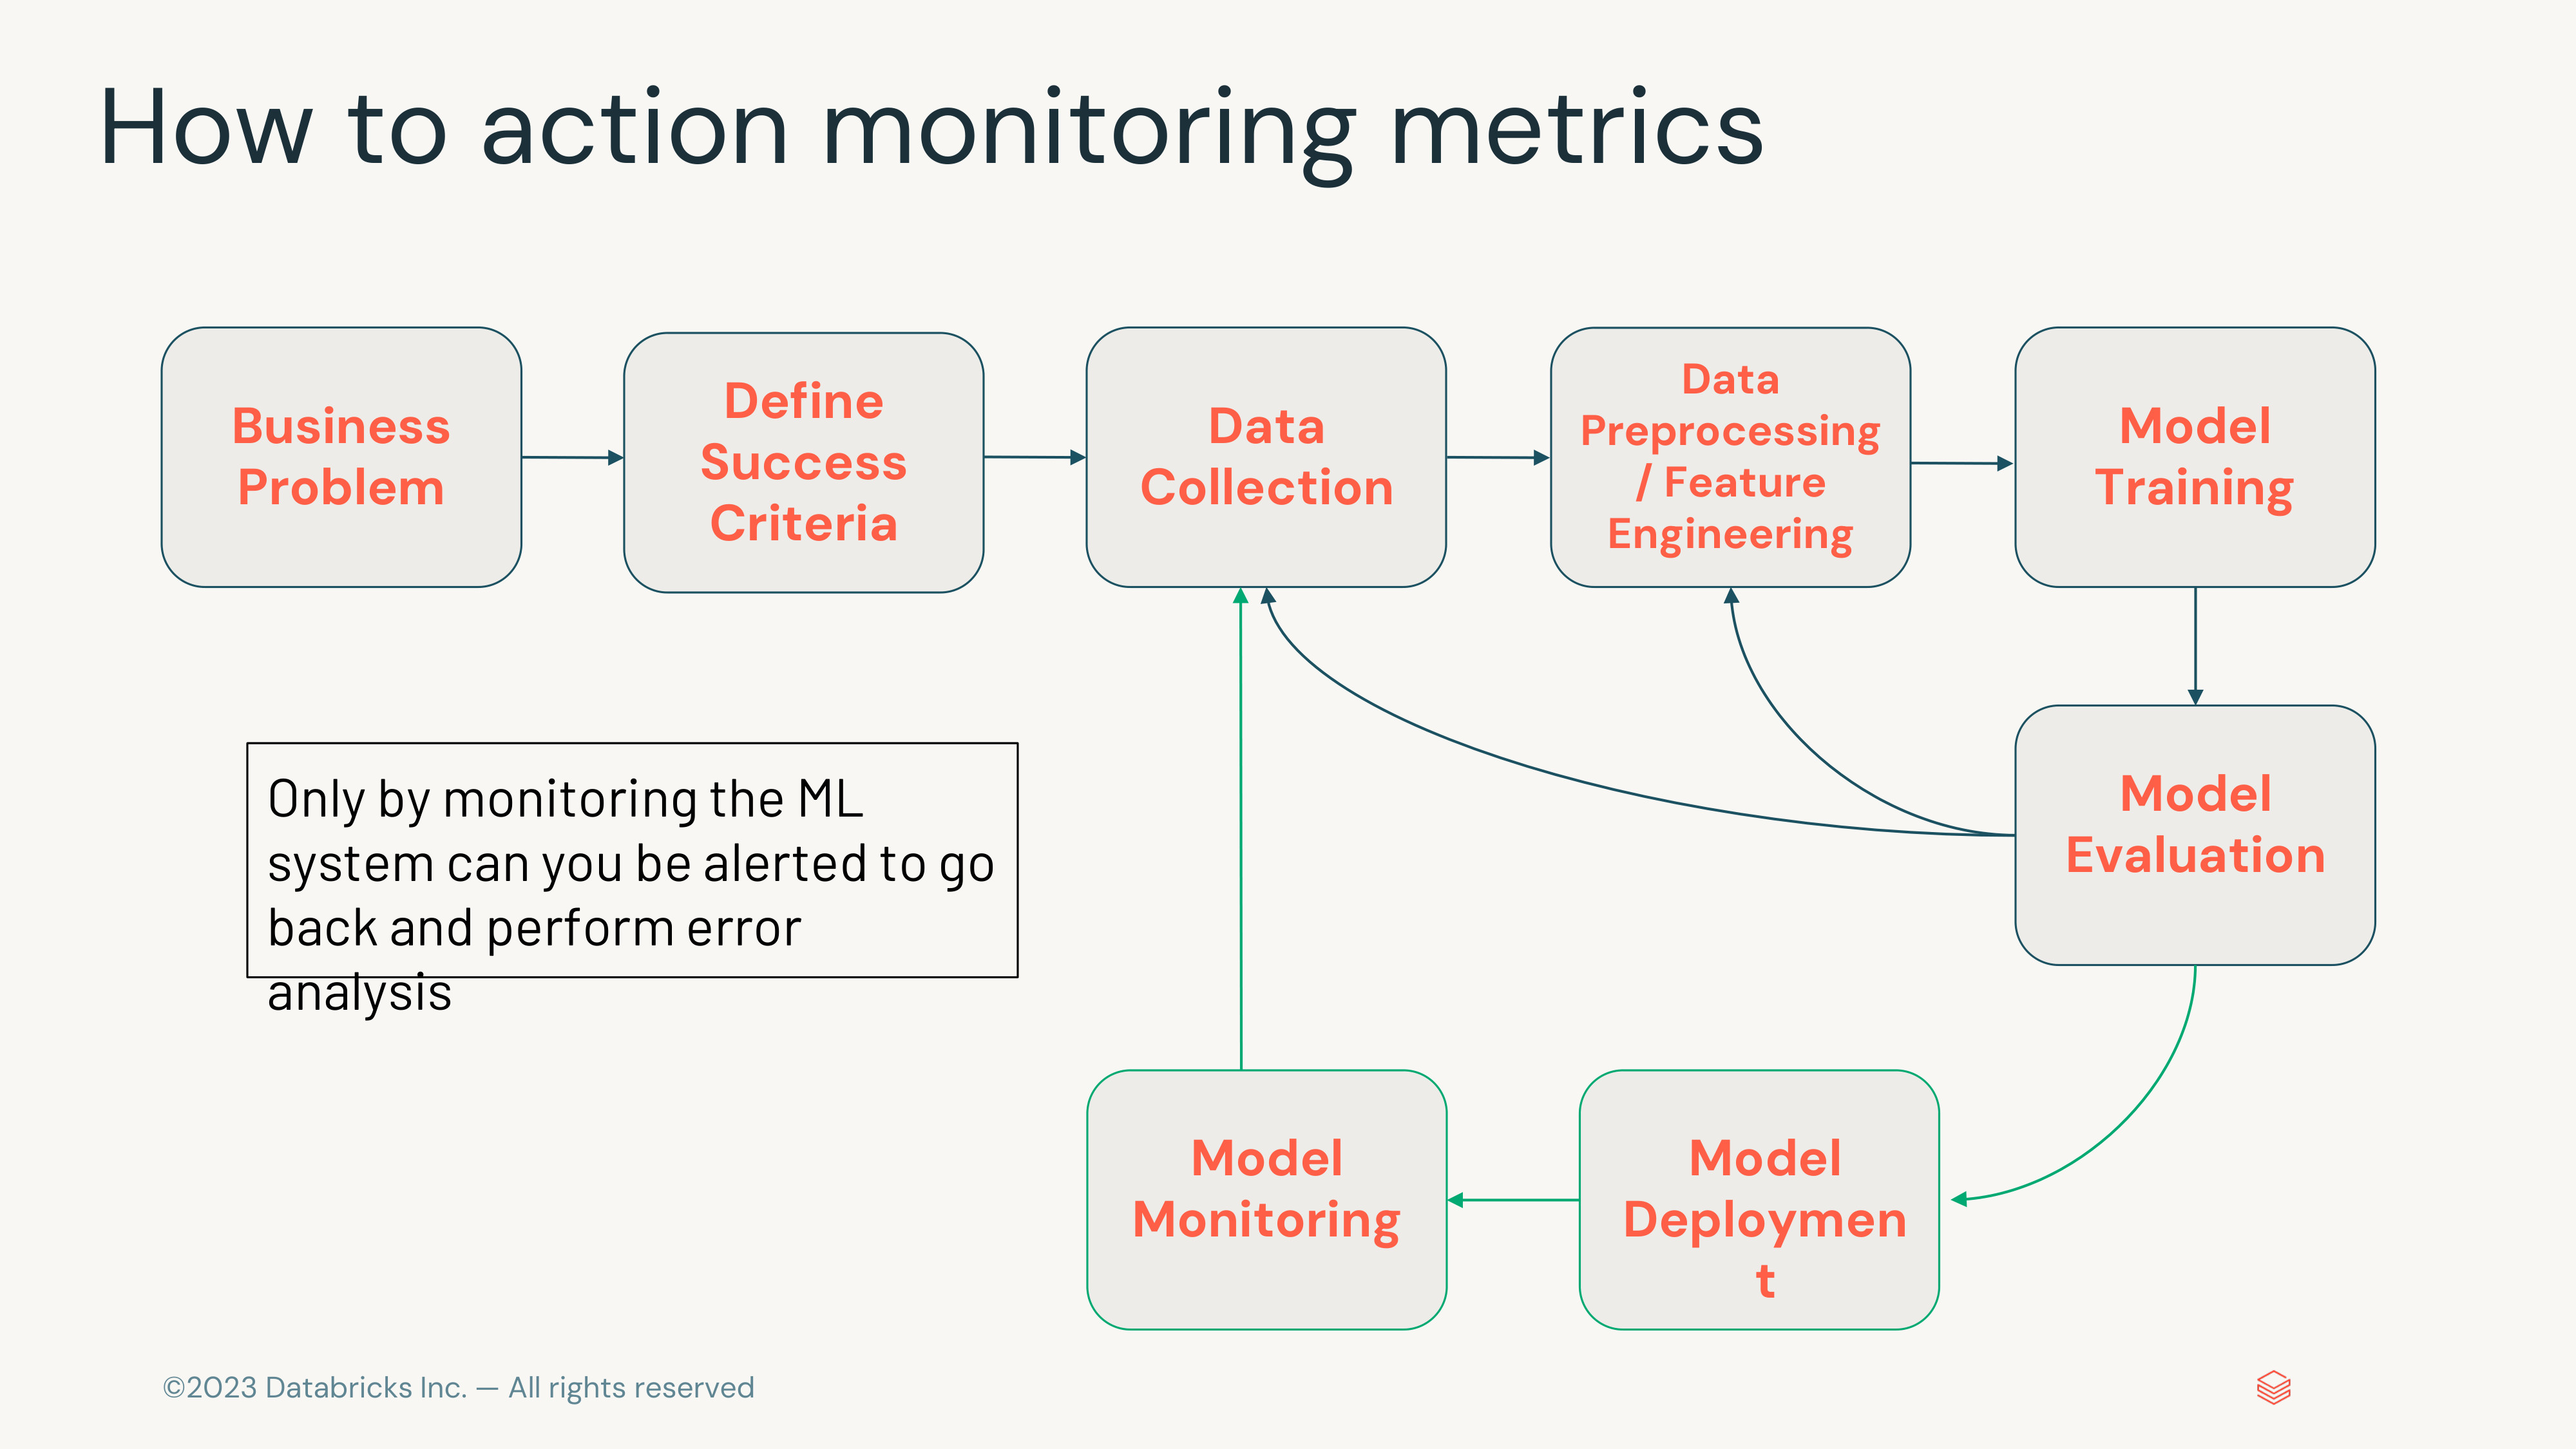 How to action monitoring metrics
Business
Problem
Define
Success
Criteria
Data
Collection
Data
Preprocessing
/ Feature
Engineering
Model
Training
Only by monitoring the ML
system can you be alerted to go
back and perform error
analysis
Model
Evaluation
Model
Monitoring
Model
Deploymen
t
©2023 Databricks Inc. — All rights reserved